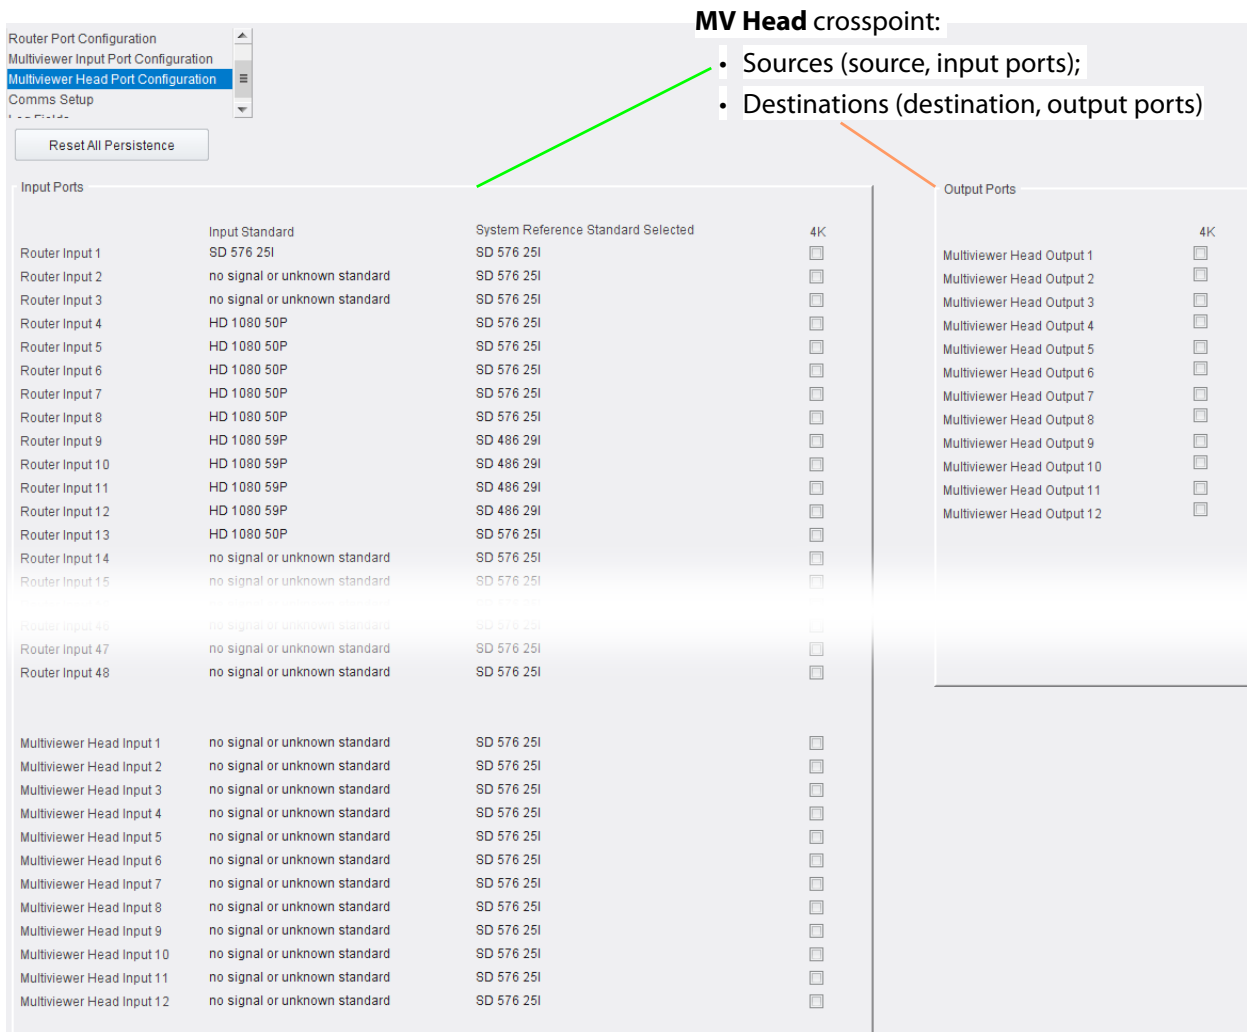 MV Head crosspoint:
• Sources (source, input ports);
• Destinations (destination, output ports)
Router Port Configuration
Multiviewer Input Port Configuration
Multiviewer Head Port Configuration
Comms Setup
Log Fields
Reset All Persistence
Input Ports
Input Standard System Reference Standard Selected 4K
Router Input 1 SD 576 25I SD 576 25I
Router Input 2 no signal or unknown standard SD 576 25I
Router Input 3 no signal or unknown standard SD 576 25I
Router Input 4 HD 1080 50P SD 576 25I
Router Input 5 HD 1080 50P SD 576 25I
Router Input 6 HD 1080 50P SD 576 25I
Router Input 7 HD 1080 50P SD 576 25I
Router Input 8 HD 1080 50P SD 576 25I
Router Input 9 HD 1080 59P SD 486 29I
Router Input 10 HD 1080 59P SD 486 29I
Router Input 11 HD 1080 59P SD 486 29I
Router Input 12 HD 1080 59P SD 486 29I
Router Input 13 HD 1080 50P SD 576 25I
Router Input 14 no signal or unknown standard SD 576 25I
Router Input 15 no signal or unknown standard SD 576 25I
Router Input 46 no signal or unknown standard SD 576 25I
Router Input 47 no signal or unknown standard SD 576 25I
Router Input 48 no signal or unknown standard SD 576 25I
Multiviewer Head Input 1 no signal or unknown standard SD 576 25I
Multiviewer Head Input 2 no signal or unknown standard SD 576 25I
Multiviewer Head Input 3 no signal or unknown standard SD 576 25I
Multiviewer Head Input 4 no signal or unknown standard SD 576 25I
Multiviewer Head Input 5 no signal or unknown standard SD 576 25I
Multiviewer Head Input 6 no signal or unknown standard SD 576 25I
Multiviewer Head Input 7 no signal or unknown standard SD 576 25I
Multiviewer Head Input 8 no signal or unknown standard SD 576 25I
Multiviewer Head Input 9 no signal or unknown standard SD 576 25I
Multiviewer Head Input 10 no signal or unknown standard SD 576 25I
Multiviewer Head Input 11 no signal or unknown standard SD 576 25I
Multiviewer Head Input 12 no signal or unknown standard SD 576 25I
Output Ports
4K
Multiviewer Head Output 1
Multiviewer Head Output 2
Multiviewer Head Output 3
Multiviewer Head Output 4
Multiviewer Head Output 5
Multiviewer Head Output 6
Multiviewer Head Output 7
Multiviewer Head Output 8
Multiviewer Head Output 9
Multiviewer Head Output 10
Multiviewer Head Output 11
Multiviewer Head Output 12